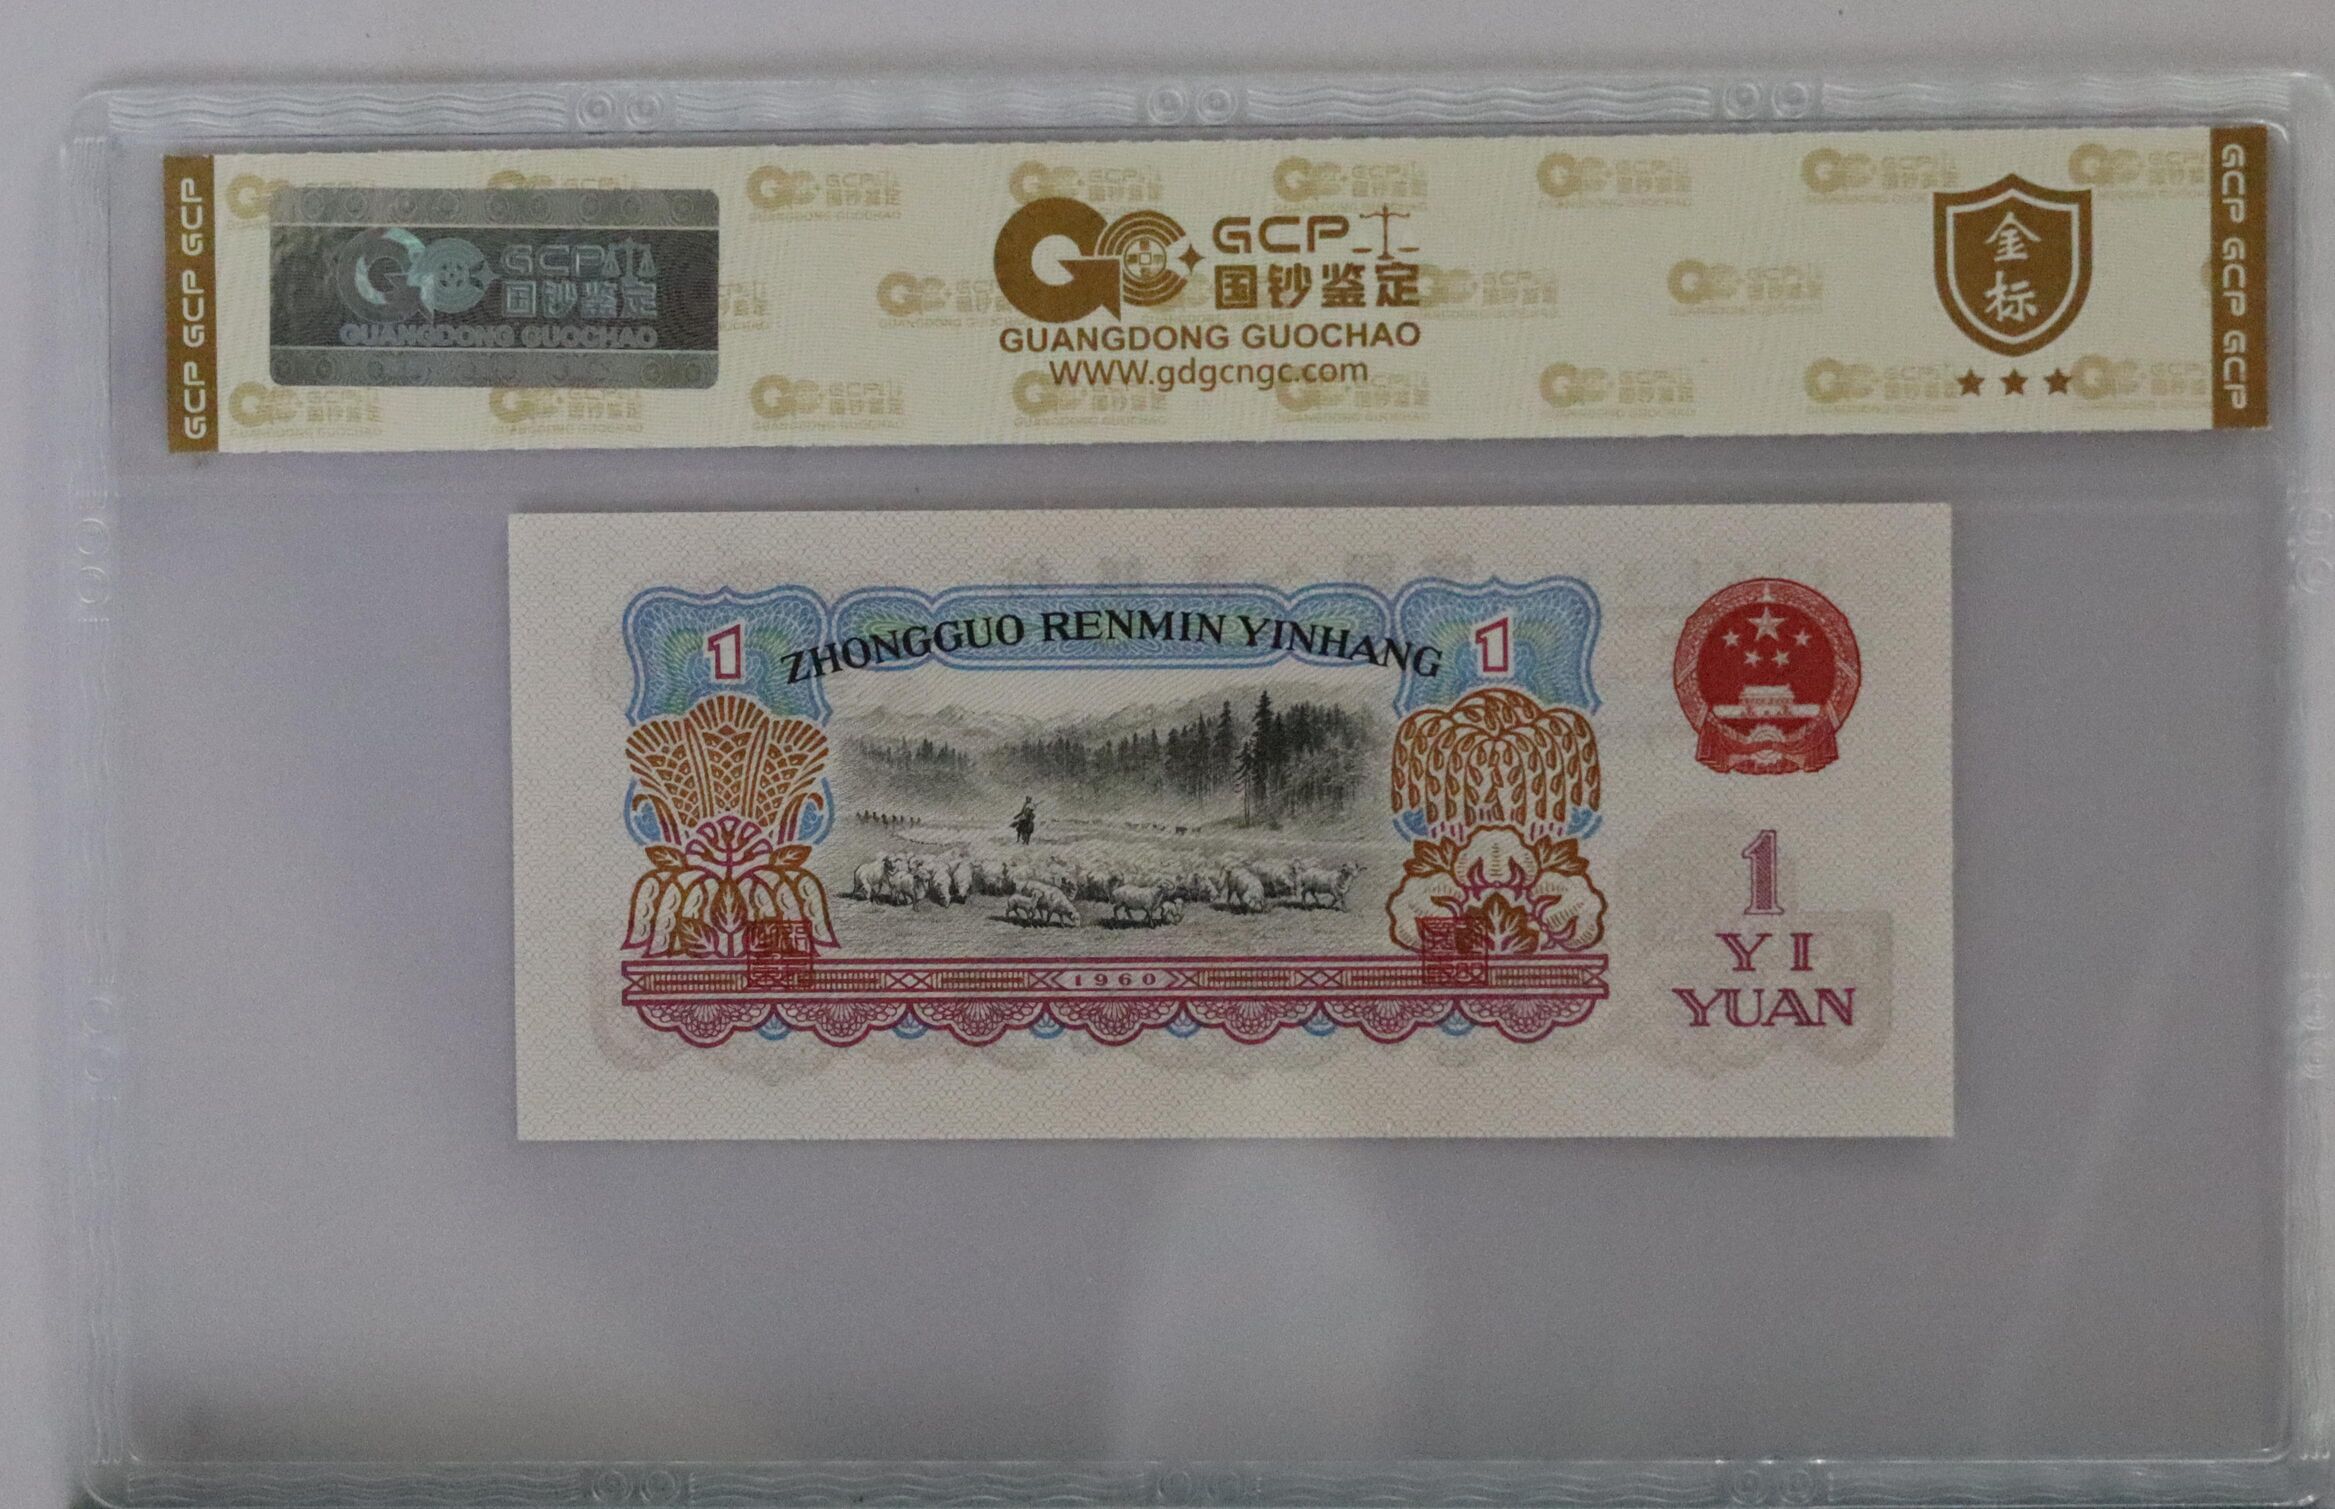 GCP GCP GCP
GCP
国钞鉴定
GUANGDONG GUOCHAO
GCP
国钞鉴定
GUANGDONG GUOCHAO
www.gdgcngc.com
金
标
GCP GCP GCP
ZHONGGUO RENMIN YINHANG
1
1
1960
1
YI
YUAN